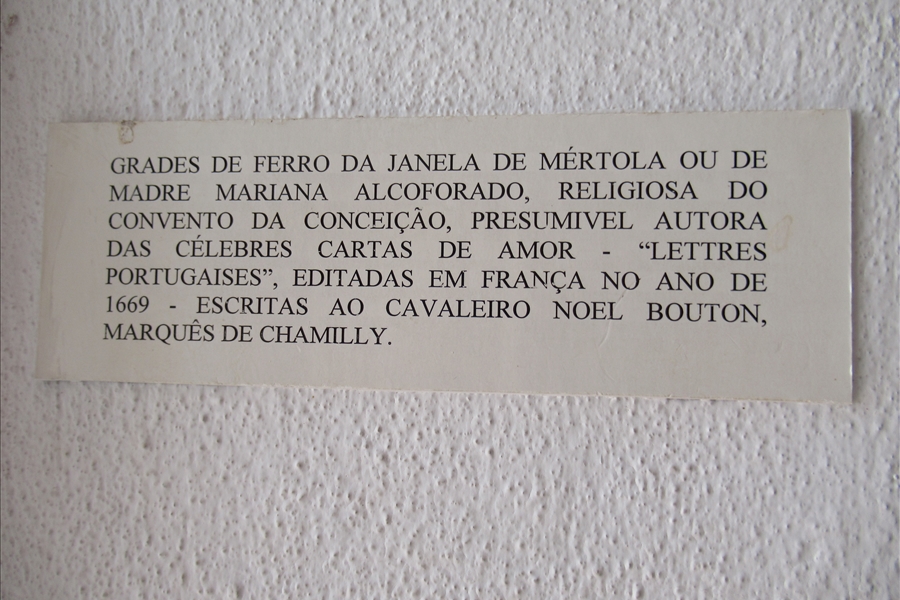 GRADES DE FERRO DA JANELA DE MÉRTOLA OU DE
MADRE MARIANA ALCOFORADO, RELIGIOSA DO
CONVENTO DA CONCEIÇÃO, PRESUMIVEL AUTORA
DAS CÉLEBRES CARTAS DE AMOR - “LETTRES
PORTUGAISES”, EDITADAS EM FRANÇA NO ANO DE
1669 - ESCRITAS AO CAVALEIRO NOEL BOUTON,
MARQUÊS DE CHAMILLY.